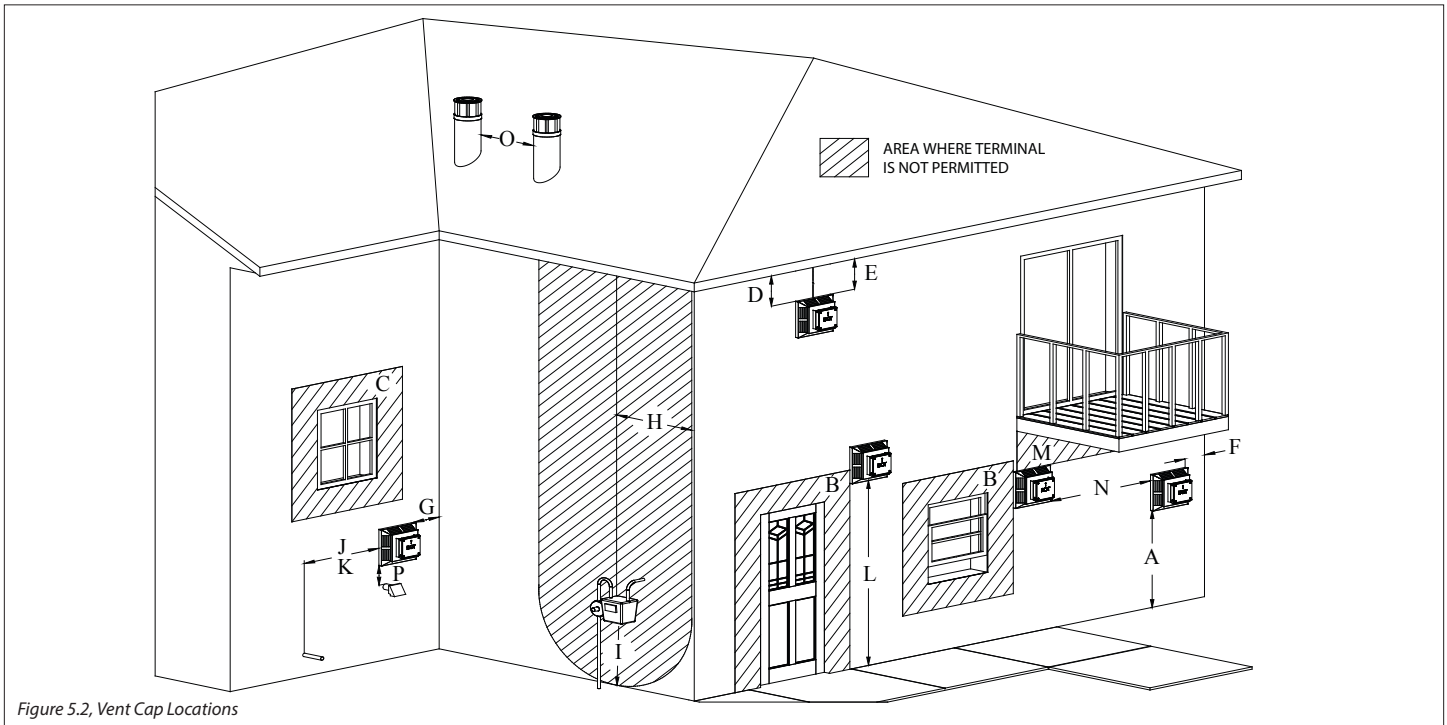 O
AREA WHERE TERMINAL
IS NOT PERMITTED
D
E
C
H
G
B
B
M
F
N
J
K
P
L
A
I
Figure 5.2, Vent Cap Locations